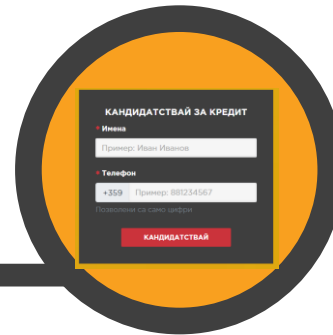 КАНДИДАТСТВАЙ ЗА КРЕДИТ
* Имена
Пример: Иван Иванов
* Телефон
+359 Пример: 881234567
Позволени са само цифри
КАНДИДАТСТВАЙ